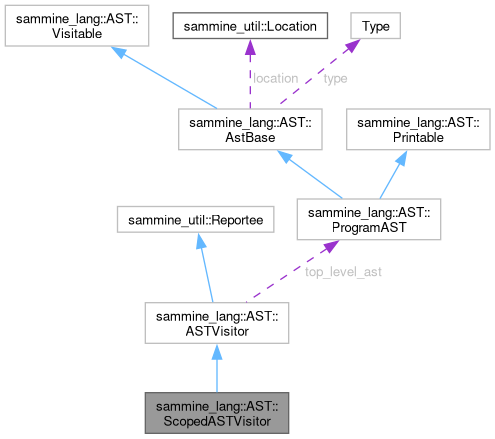 sammine_lang::AST::
Visitable
sammine_util::Location
Type
location
type
sammine_lang::AST::
AstBase
sammine_lang::AST::
Printable
sammine_util::Reportee
sammine_lang::AST::
ProgramAST
top_level_ast
sammine_lang::AST::
ASTVisitor
sammine_lang::AST::
ScopedASTVisitor